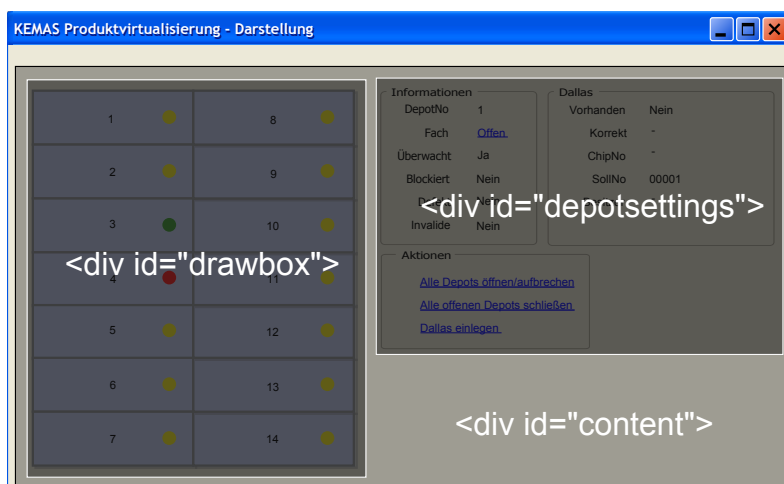 KEMAS Produktvirtualisierung - Darstellung
1
8
2
9
3
10
4
11
5
12
6
13
7
14
<div id="drawbox">
Informationen
DepotNo 1
Fach Offen
Überwacht Ja
Blockiert Nein
Nein
Invalide Nein
Dallas
Vorhanden Nein
Korrekt -
ChipNo -
SollNo 00001
<div id="depotsettings">
Aktionen
Alle Depots öffnen/aufbrechen
Alle offenen Depots schließen
Dallas einlegen
<div id="content">